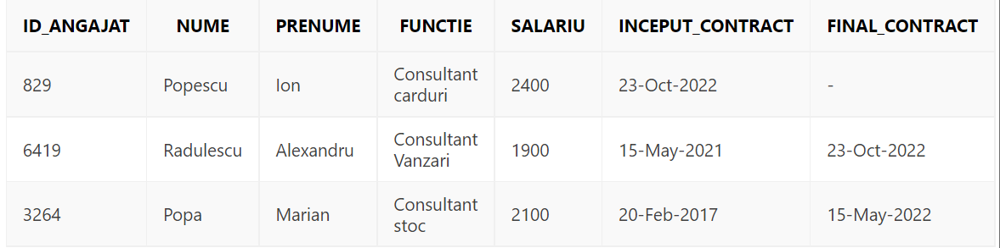 ID_ANGAJAT NUME PRENUME FUNCTIE SALARIU INCEPUT_CONTRACT FINAL_CONTRACT
829 Popescu Ion Consultant carduri 2400 23-Oct-2022 -
6419 Radulescu Alexandru Consultant Vanzari 1900 15-May-2021 23-Oct-2022
3264 Popa Marian Consultant stoc 2100 20-Feb-2017 15-May-2022